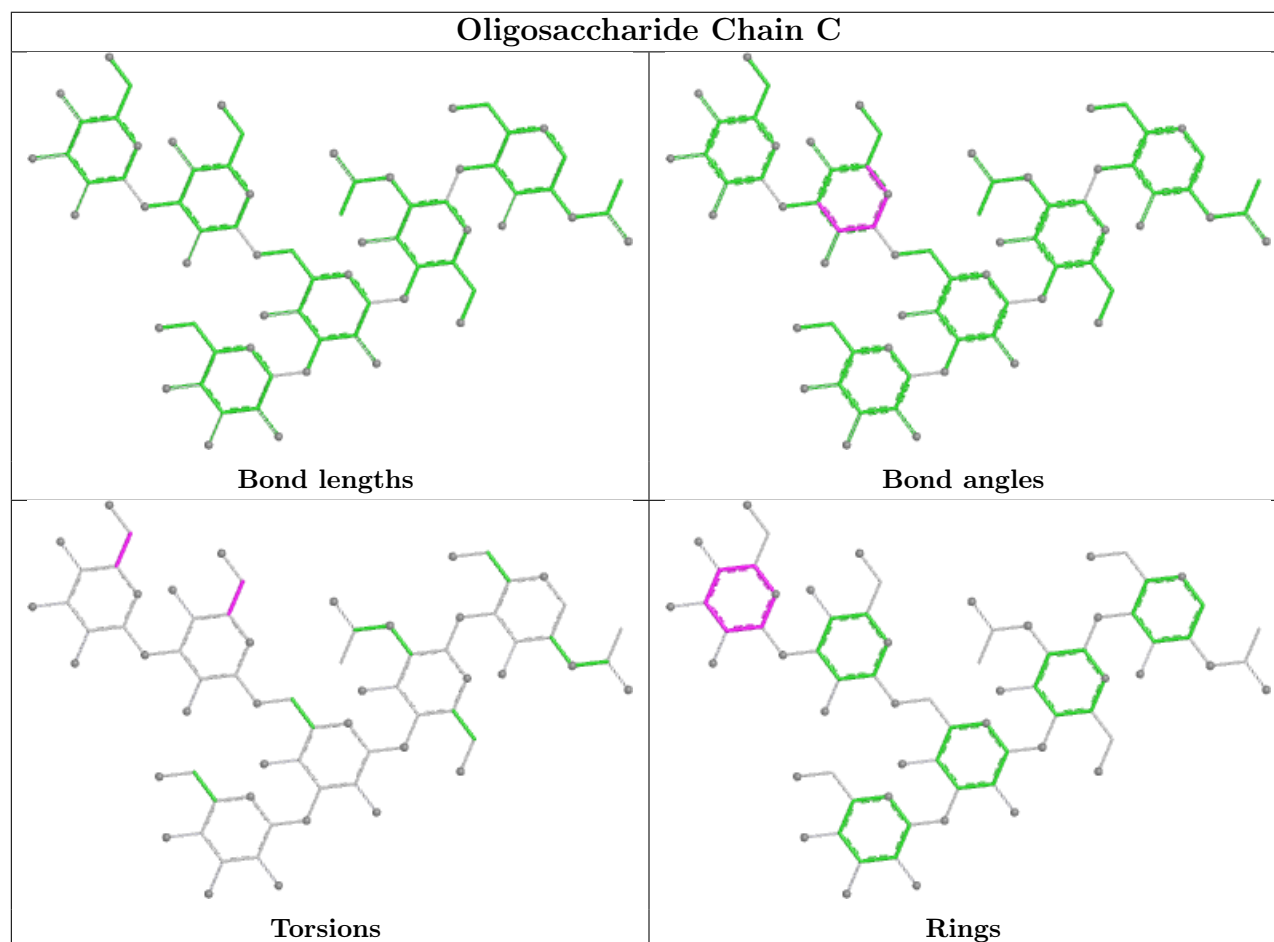 Oligosaccharide Chain C
Bond lengths
Bond angles
Torsions
Rings